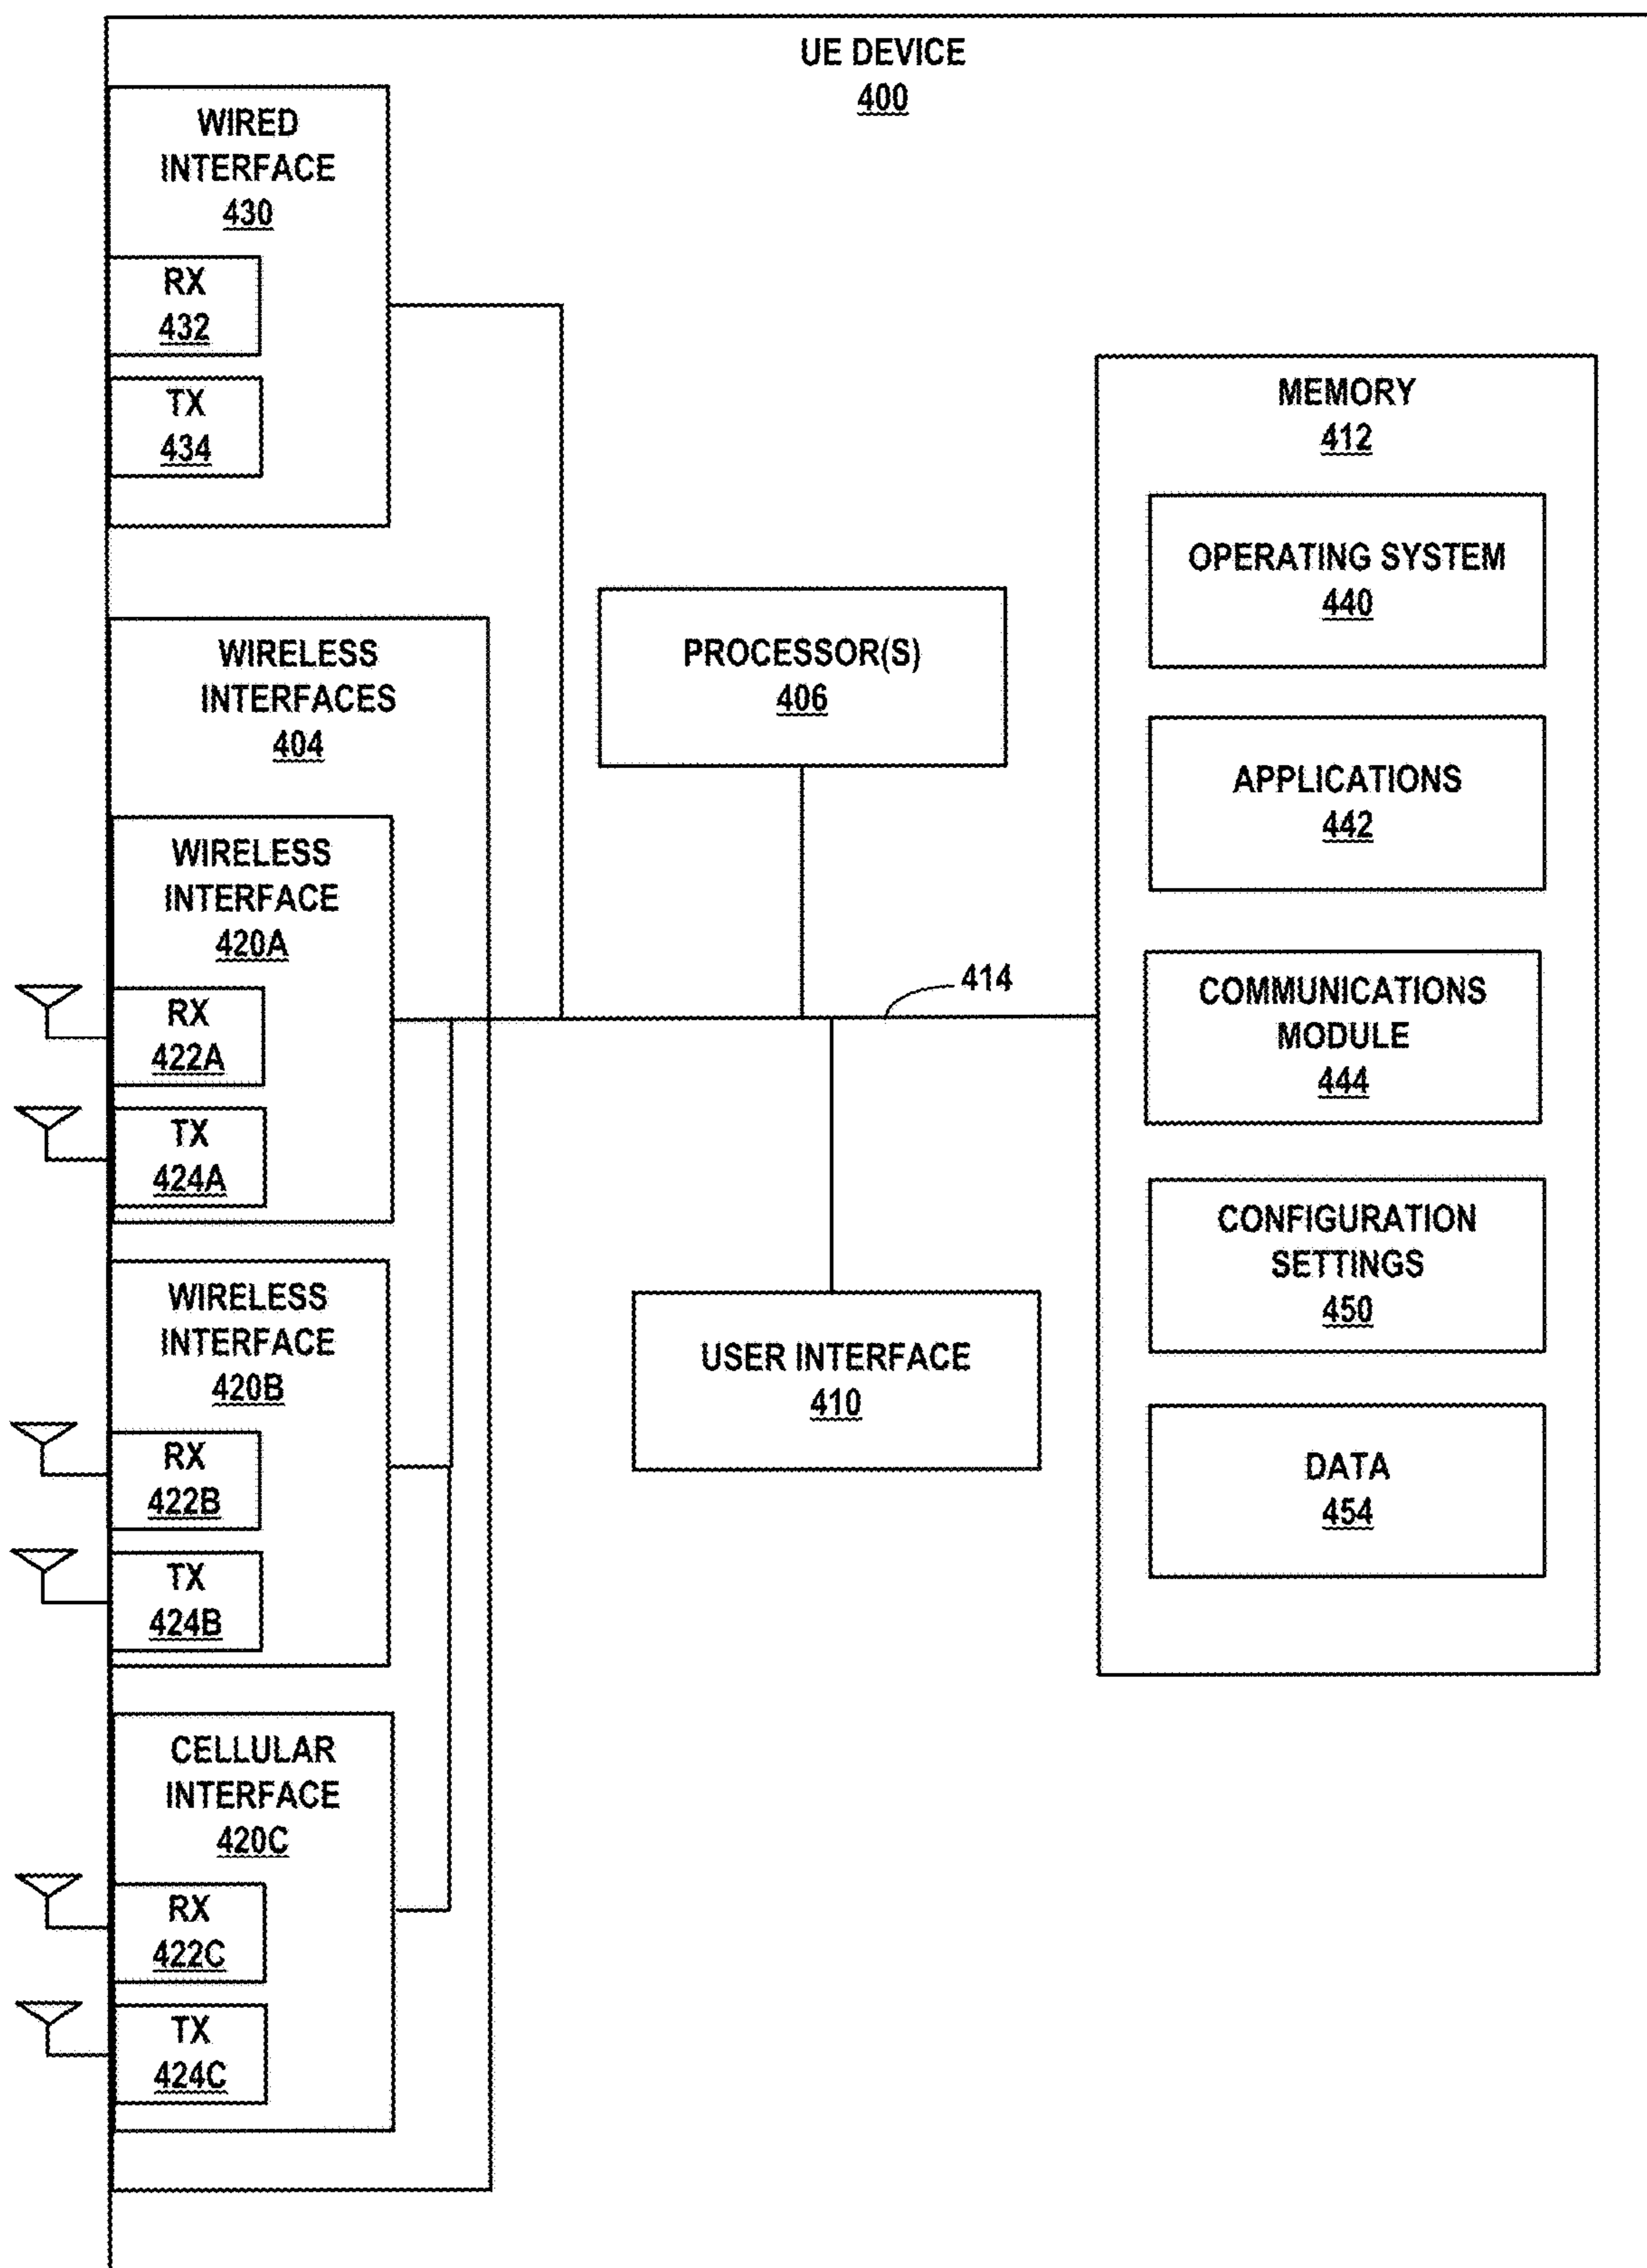 UE DEVICE
400
WIRED
INTERFACE
430
RX
432
TX
434
WIRELESS
INTERFACES
404
WIRELESS
INTERFACE
420A
RX
422A
TX
424A
WIRELESS
INTERFACE
420B
RX
422B
TX
424B
CELLULAR
INTERFACE
420C
RX
422C
TX
424C
PROCESSOR(S)
406
414
USER INTERFACE
410
MEMORY
412
OPERATING SYSTEM
440
APPLICATIONS
442
COMMUNICATIONS
MODULE
444
CONFIGURATION
SETTINGS
450
DATA
454